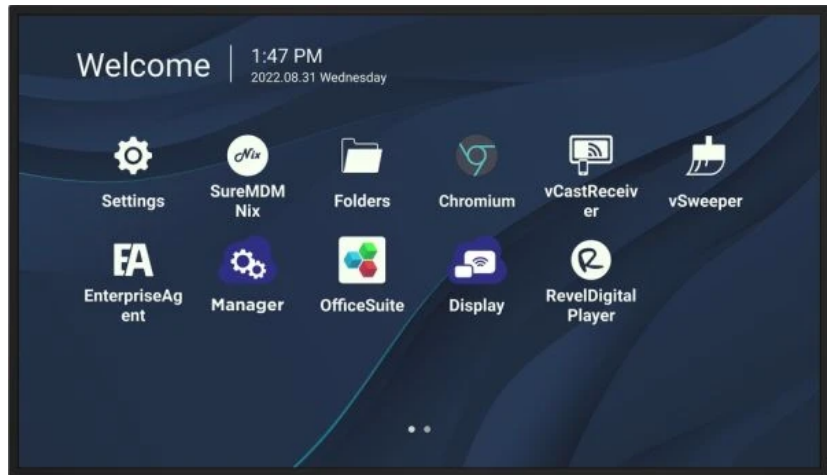 Welcome
1:47 PM
2022.08.31 Wednesday
Settings
SureMDM
Nix
Folders
Chromium
vCastReceiv
er
vSweeper
Nix
EnterpriseAg
ent
Manager
OfficeSuite
Display
RevelDigital
Player
EA
R